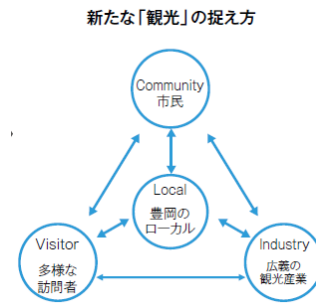 新たな「観光」の捉え方
Community
市民
Local
豊岡の
ローカル
Visitor
多様な
訪問者
Industry
広義の
観光産業